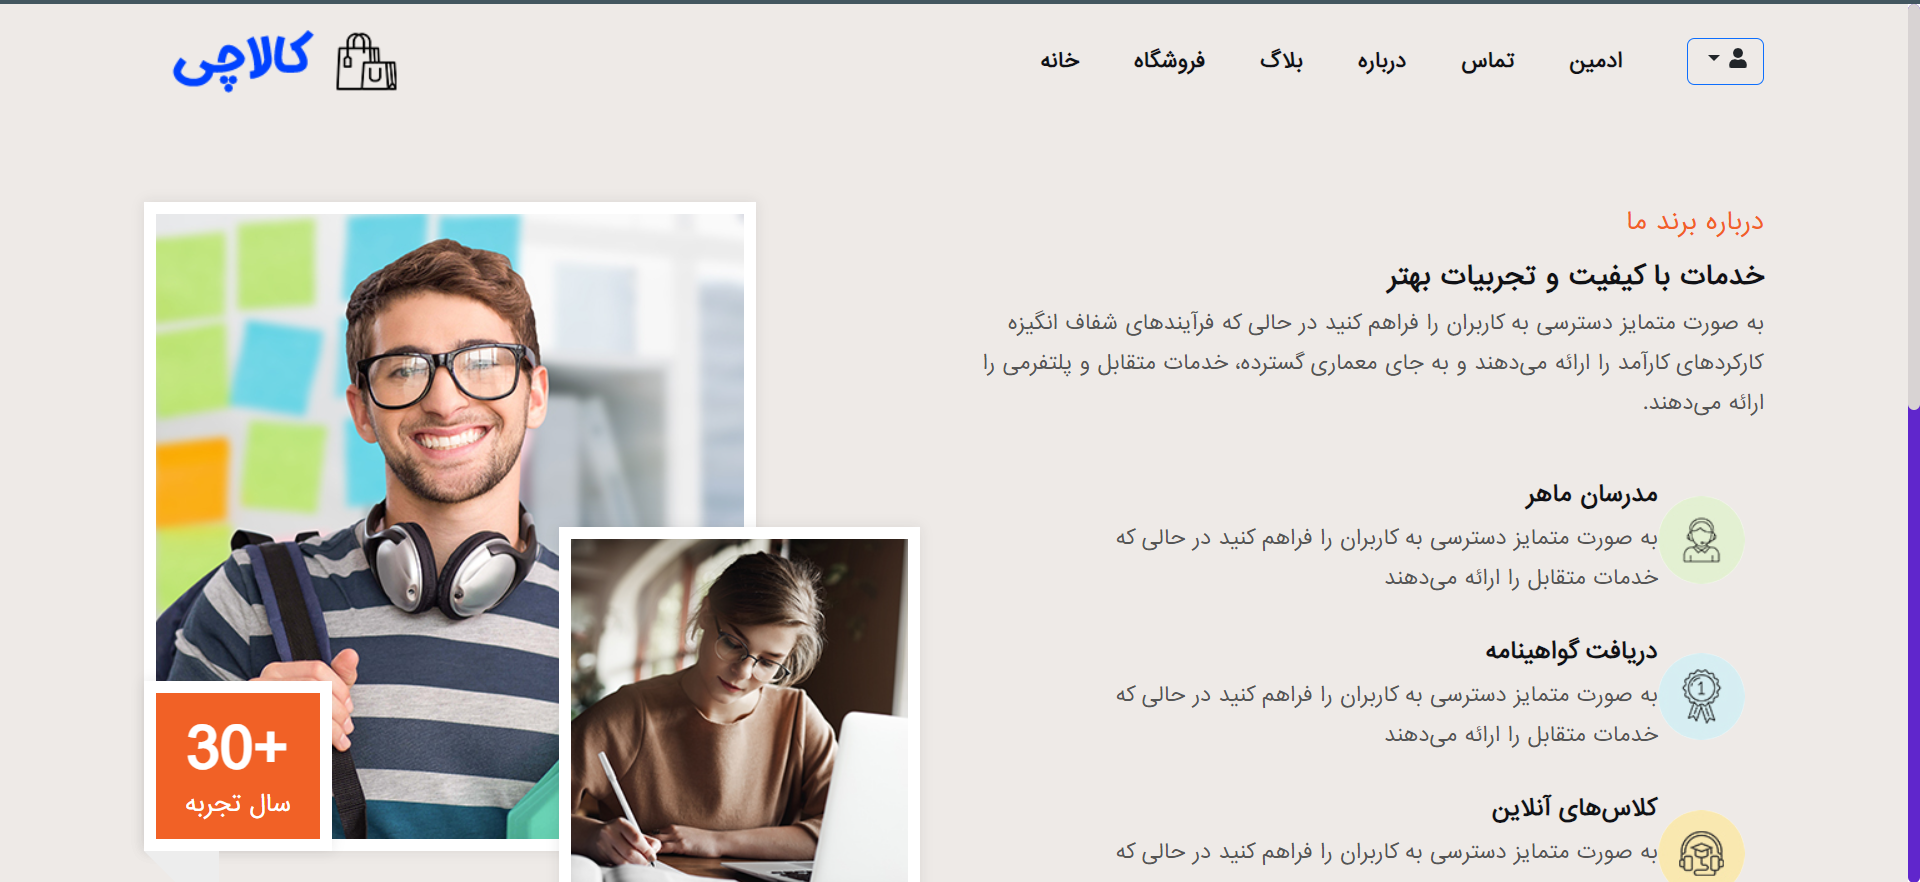 کالاچی
خانه
فروشگاه
بلاگ
درباره
تماس
ادمین
درباره برند ما
خدمات با کیفیت و تجربیات بهتر
به صورت متمایز دسترسی به کاربران را فراهم کنید در حالی که فرآیندهای شفاف انگیزه
کارکردهای کارآمد را ارائه می‌دهند و به جای معماری گسترده، خدمات متقابل و پلتفرمی را
ارائه می‌دهند.
مدرسان ماهر
به صورت متمایز دسترسی به کاربران را فراهم کنید در حالی که
خدمات متقابل را ارائه می‌دهند
دریافت گواهینامه
به صورت متمایز دسترسی به کاربران را فراهم کنید در حالی که
خدمات متقابل را ارائه می‌دهند
کلاس‌های آنلاین
به صورت متمایز دسترسی به کاربران را فراهم کنید در حالی که
30+
سال تجربه
1